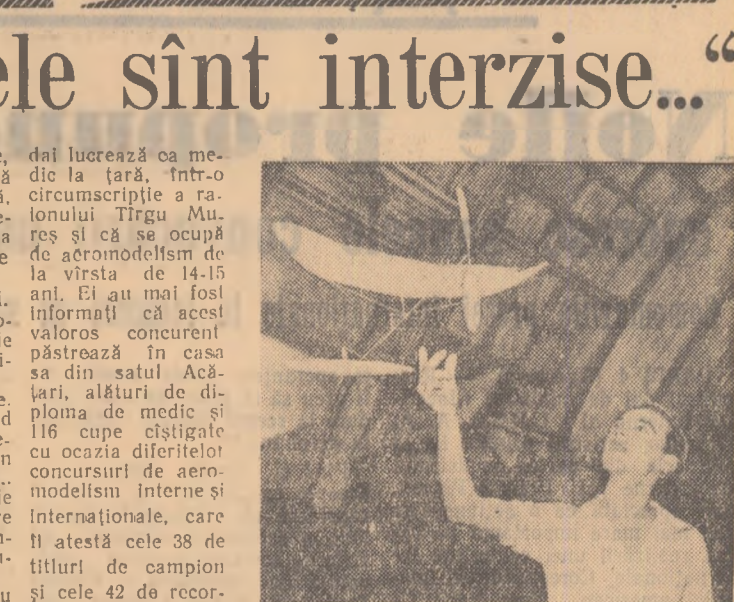 ele sînt interzise...“
dai lucrează ca me-
dic la țară, într-o
circumscripție a ra-
ionului Tîrgu Mu-
reș și că se ocupă
de aeromodelism de
la vîrsta de 14-15
ani. Ei au mai fost
informați că acest
valoros concurent
păstrează în casa
sa din satul Acă-
țari, alături de di-
ploma de medic și
116 cupe cîștigate
cu ocazia diferitelor
concursuri de aero-
modelism interne și
internaționale, care
îi atestă cele 38 de
titluri de campion
și cele 42 de recor-